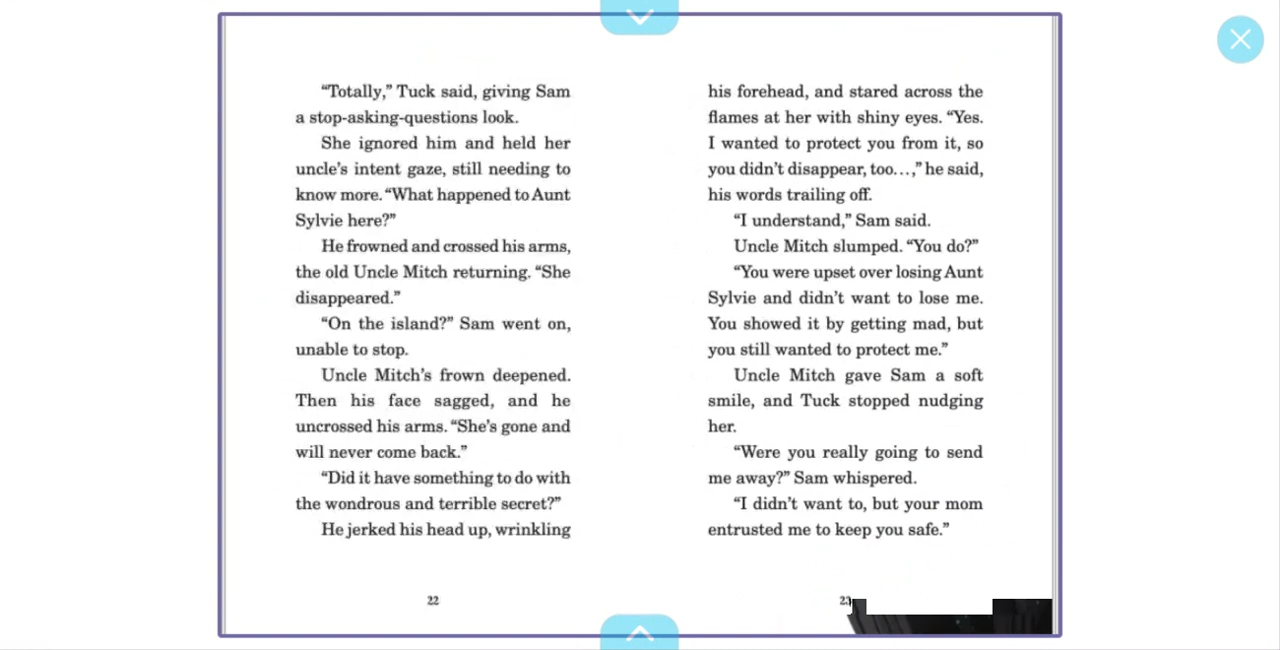 “Totally,” Tuck said, giving Sam
a stop-asking-questions look.
She ignored him and held her
uncle’s intent gaze, still needing to
know more. “What happened to Aunt
Sylvie here?”
He frowned and crossed his arms,
the old Uncle Mitch returning. “She
disappeared.”
“On the island?” Sam went on,
unable to stop.
Uncle Mitch’s frown deepened.
Then his face sagged, and he
uncrossed his arms. “She’s gone and
will never come back.”
“Did it have something to do with
the wondrous and terrible secret?”
He jerked his head up, wrinkling
22
his forehead, and stared across the
flames at her with shiny eyes. “Yes.
I wanted to protect you from it, so
you didn’t disappear, too…,” he said,
his words trailing off.
“I understand,” Sam said.
Uncle Mitch slumped. “You do?”
“You were upset over losing Aunt
Sylvie and didn’t want to lose me.
You showed it by getting mad, but
you still wanted to protect me.”
Uncle Mitch gave Sam a soft
smile, and Tuck stopped nudging
her.
“Were you really going to send
me away?” Sam whispered.
“I didn’t want to, but your mom
entrusted me to keep you safe.”
23